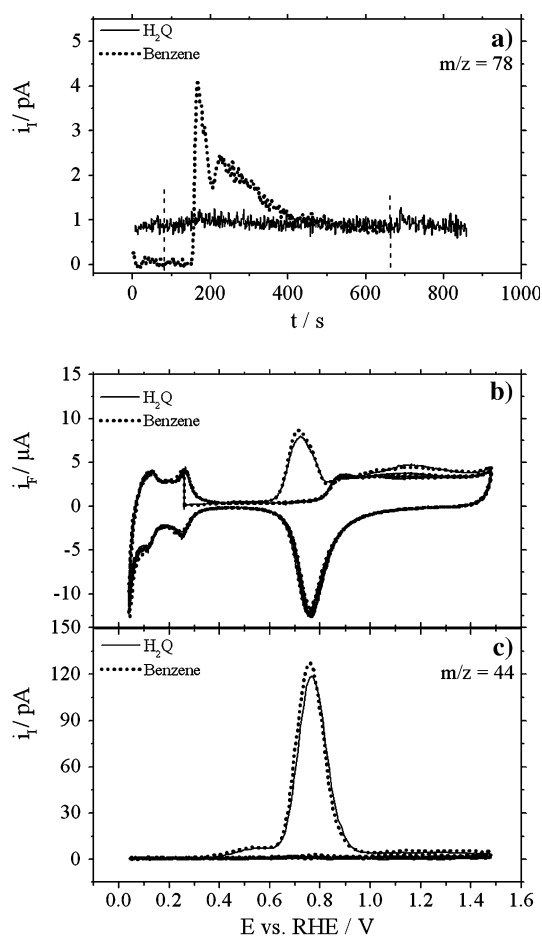 H₂Q
Benzene
a)
m/z = 78
i_I / pA
5
4
3
2
1
0
0 200 400 600 800 1000
t / s
H₂Q
Benzene
b)
i_F / µA
15
10
5
0
-5
-10
150
H₂Q
Benzene
c)
m/z = 44
i_I / pA
120
90
60
30
0
0.0 0.2 0.4 0.6 0.8 1.0 1.2 1.4 1.6
E vs. RHE / V